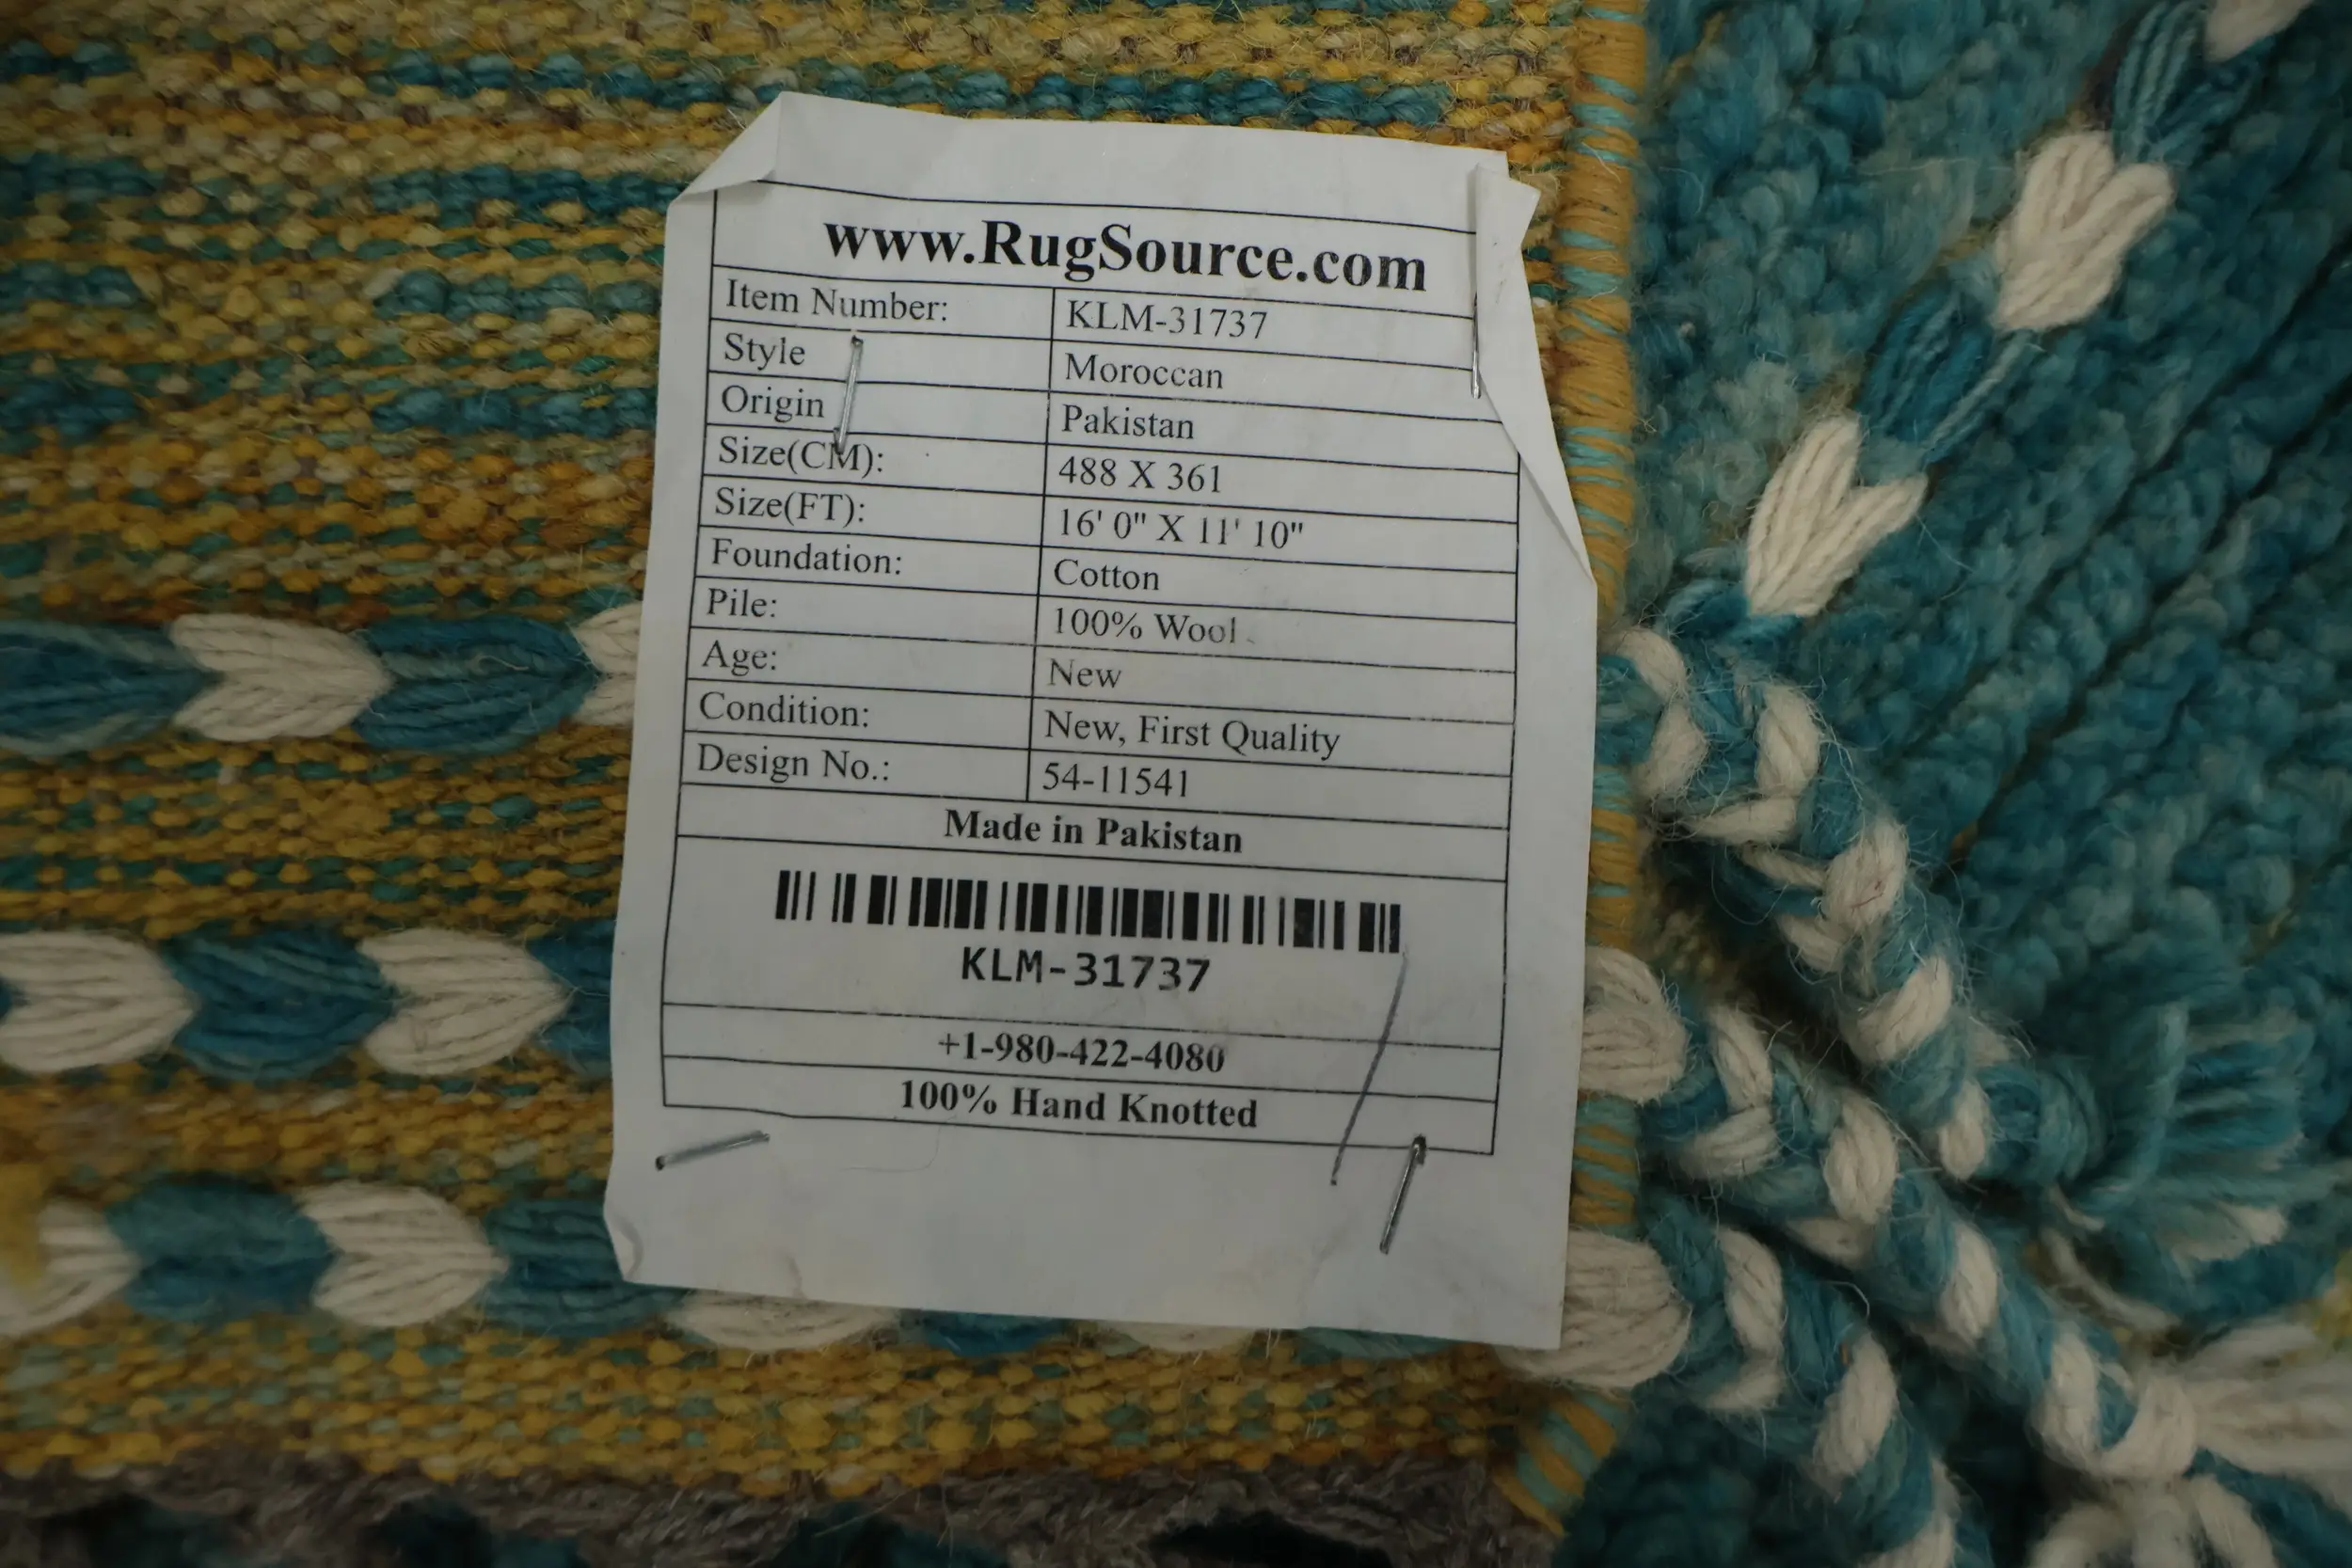 www.RugSource.com
Item Number: KLM-31737
Style Moroccan
Origin Pakistan
Size(CM): 488 X 361
Size(FT): 16' 0" X 11' 10"
Foundation: Cotton
Pile: 100% Wool
Age: New
Condition: New, First Quality
Design No.: 54-11541
Made in Pakistan
KLM-31737
+1-980-422-4080
100% Hand Knotted